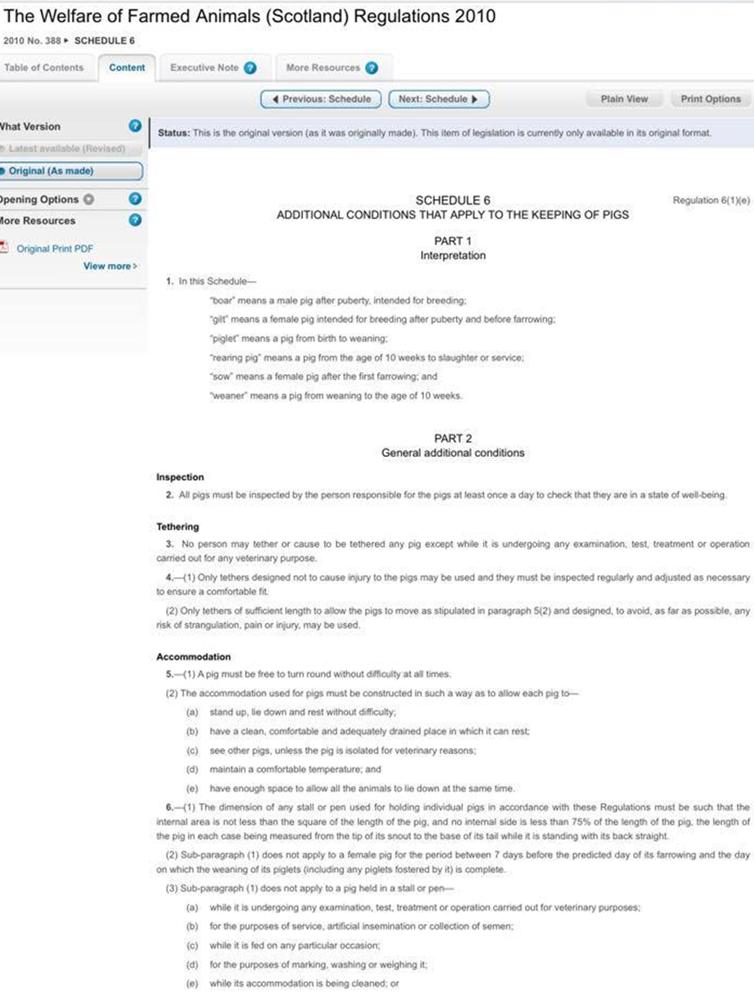 The Welfare of Farmed Animals (Scotland) Regulations 2010
2010 No. 388 ▸ SCHEDULE 6
Table of Contents
Content
Executive Note ?
More Resources ?
◀ Previous: Schedule
Next: Schedule ▶
Plain View
Print Options
What Version ?
Latest available (Revised)
Original (As made)
Opening Options ?
More Resources ?
Original Print PDF
View more >
Status: This is the original version (as it was originally made). This item of legislation is currently only available in its original format.
SCHEDULE 6
Regulation 6(1)(e)
ADDITIONAL CONDITIONS THAT APPLY TO THE KEEPING OF PIGS
PART 1
Interpretation
1. In this Schedule—
“boar” means a male pig after puberty, intended for breeding;
“gilt” means a female pig intended for breeding after puberty and before farrowing;
“piglet” means a pig from birth to weaning;
“rearing pig” means a pig from the age of 10 weeks to slaughter or service;
“sow” means a female pig after the first farrowing; and
“weaner” means a pig from weaning to the age of 10 weeks.
PART 2
General additional conditions
Inspection
2. All pigs must be inspected by the person responsible for the pigs at least once a day to check that they are in a state of well-being.
Tethering
3. No person may tether or cause to be tethered any pig except while it is undergoing any examination, test, treatment or operation
carried out for any veterinary purpose.
4.—(1) Only tethers designed not to cause injury to the pigs may be used and they must be inspected regularly and adjusted as necessary
to ensure a comfortable fit.
(2) Only tethers of sufficient length to allow the pigs to move as stipulated in paragraph 5(2) and designed, to avoid, as far as possible, any
risk of strangulation, pain or injury, may be used.
Accommodation
5.—(1) A pig must be free to turn round without difficulty at all times.
(2) The accommodation used for pigs must be constructed in such a way as to allow each pig to—
(a) stand up, lie down and rest without difficulty;
(b) have a clean, comfortable and adequately drained place in which it can rest;
(c) see other pigs, unless the pig is isolated for veterinary reasons;
(d) maintain a comfortable temperature; and
(e) have enough space to allow all the animals to lie down at the same time.
6.—(1) The dimension of any stall or pen used for holding individual pigs in accordance with these Regulations must be such that the
internal area is not less than the square of the length of the pig, and no internal side is less than 75% of the length of the pig, the length of
the pig in each case being measured from the tip of its snout to the base of its tail while it is standing with its back straight.
(2) Sub-paragraph (1) does not apply to a female pig for the period between 7 days before the predicted day of its farrowing and the day
on which the weaning of its piglets (including any piglets fostered by it) is complete.
(3) Sub-paragraph (1) does not apply to a pig held in a stall or pen—
(a) while it is undergoing any examination, test, treatment or operation carried out for veterinary purposes;
(b) for the purposes of service, artificial insemination or collection of semen;
(c) while it is fed on any particular occasion;
(d) for the purposes of marking, washing or weighing it;
(e) while its accommodation is being cleaned; or